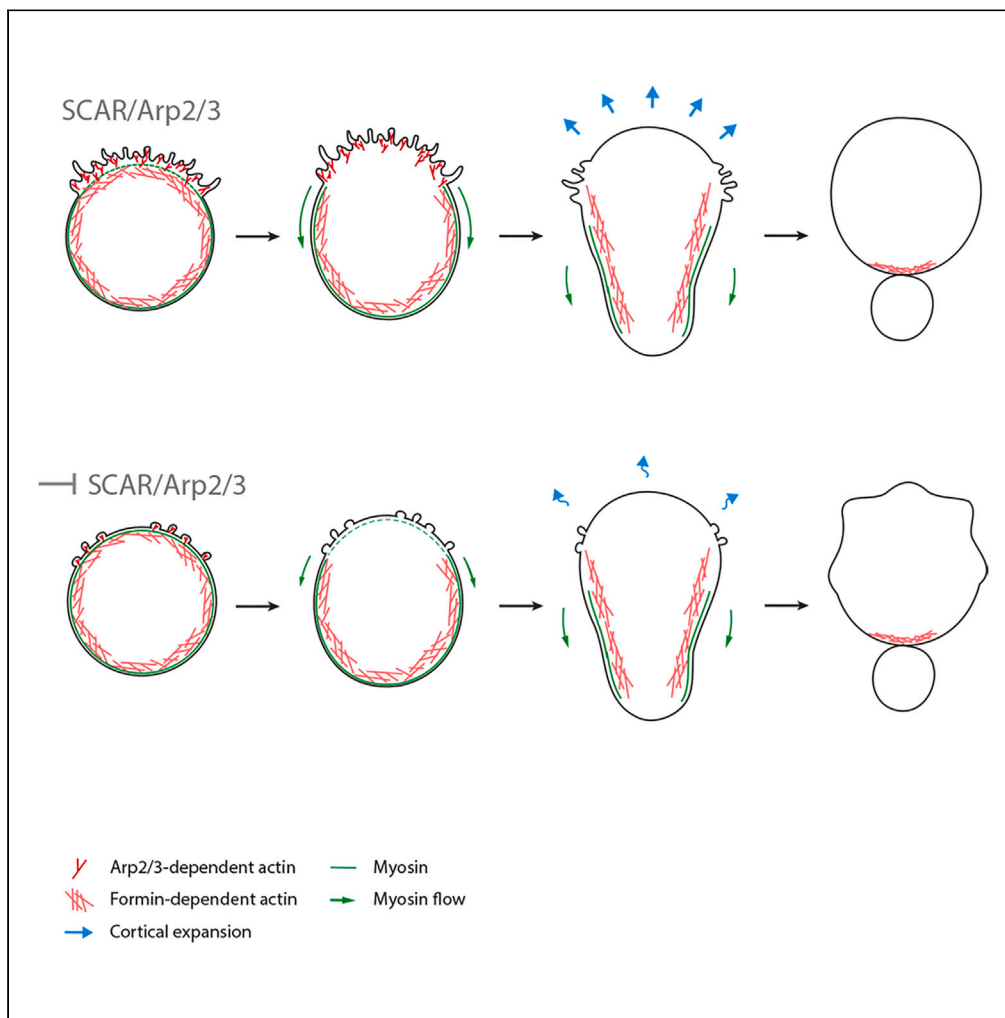 SCAR/Arp2/3
SCAR/Arp2/3
Arp2/3-dependent actin
Formin-dependent actin
Cortical expansion
Myosin
Myosin flow